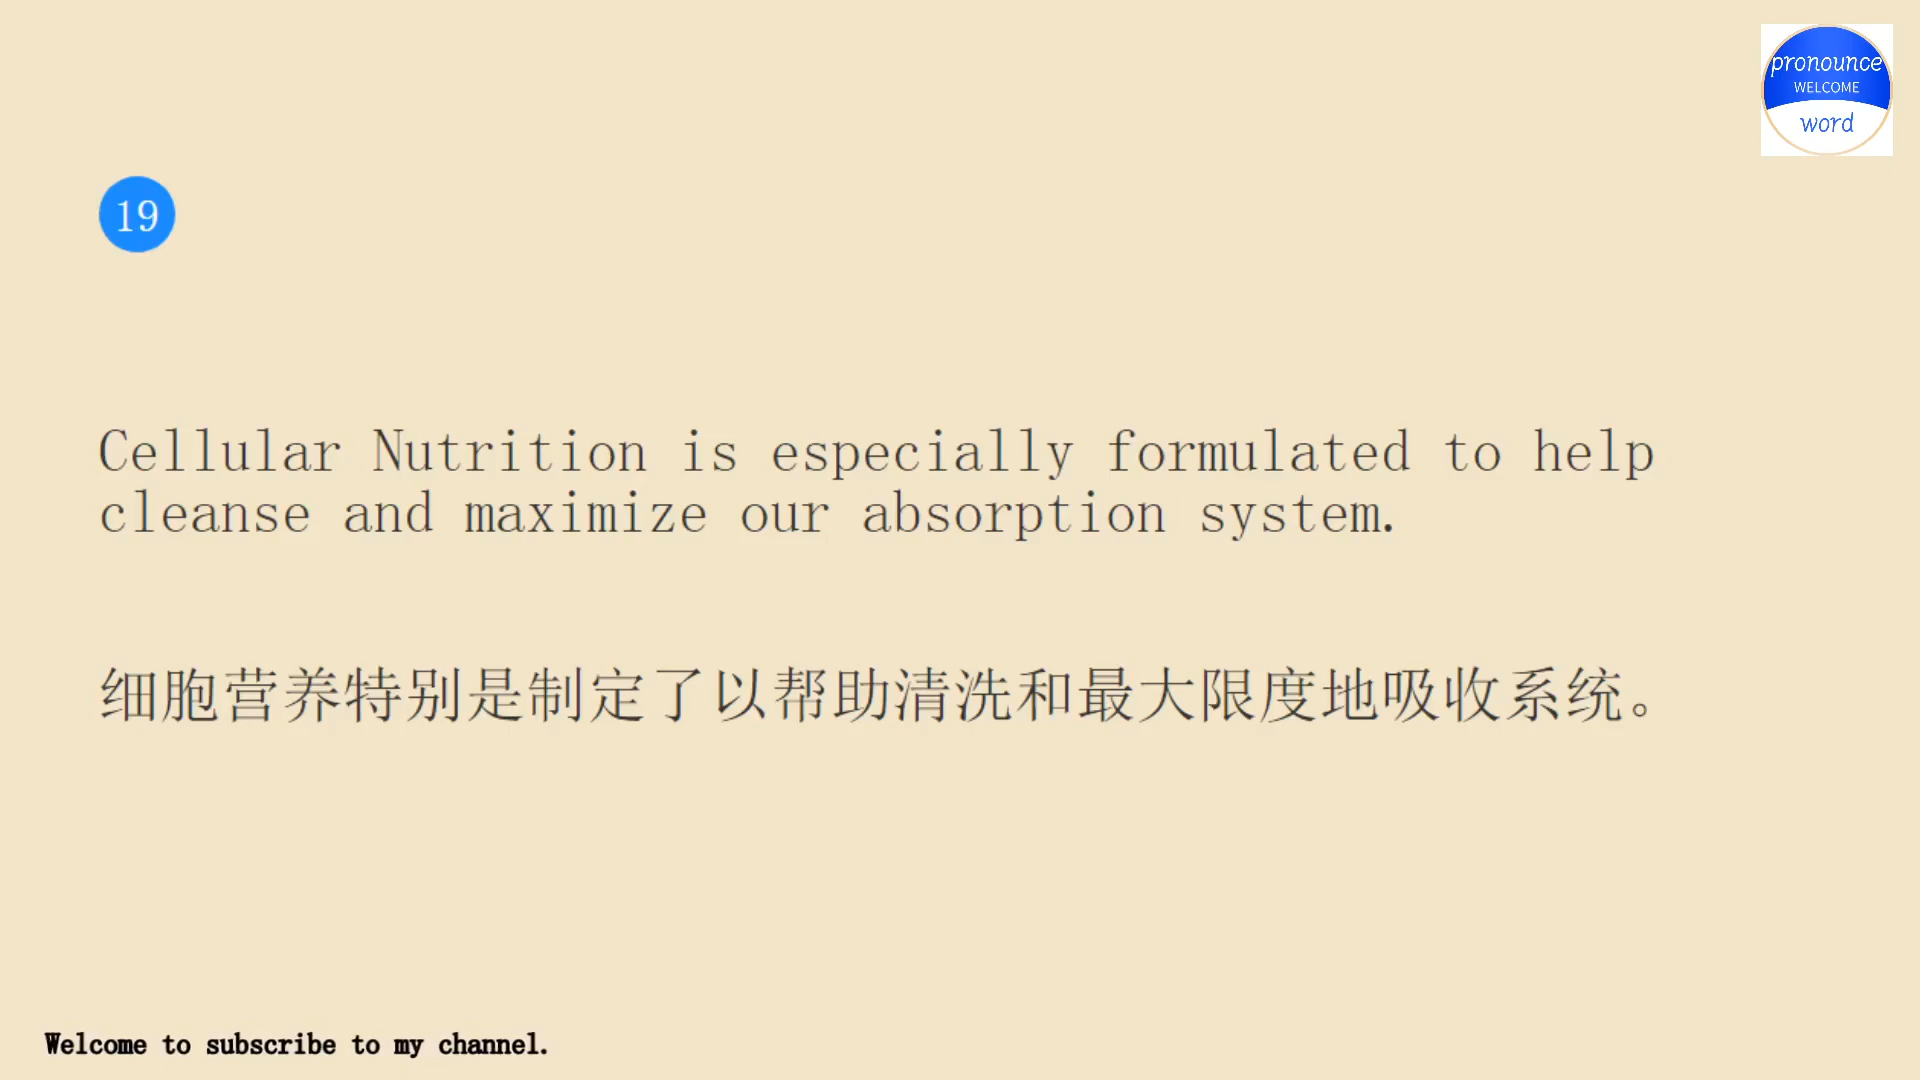 pronounce
WELCOME
word
19
Cellular Nutrition is especially formulated to help
cleanse and maximize our absorption system.
细胞营养特别是制定了以帮助清洗和最大限度地吸收系统。
Welcome to subscribe to my channel.